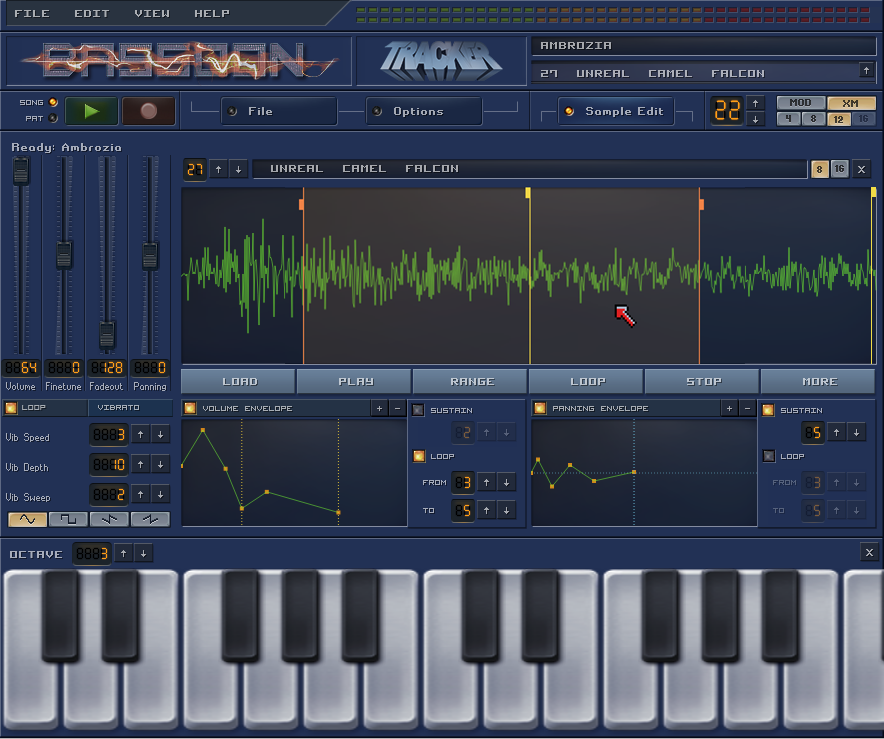 FILE EDIT VIEW HELP
BASSOON
TRACKER
AMBROZIA
27 UNREAL CAMEL FALCON
SONG
PAT
File
Options
Sample Edit
22
MOD XM
4 8 12 16
Ready: Ambrozia
27 UNREAL CAMEL FALCON
8 16 X
64 0 128 0
Volume Finetune Fadeout Panning
LOAD PLAY RANGE LOOP STOP MORE
LOOP VIBRATO
VOLUME ENVELOPE + -
SUSTAIN
2
LOOP
FROM 3
TO 5
PANNING ENVELOPE + -
SUSTAIN
5
LOOP
FROM 3
TO 5
Vib Speed 3
Vib Depth 10
Vib Sweep 2
OCTAVE 3 X